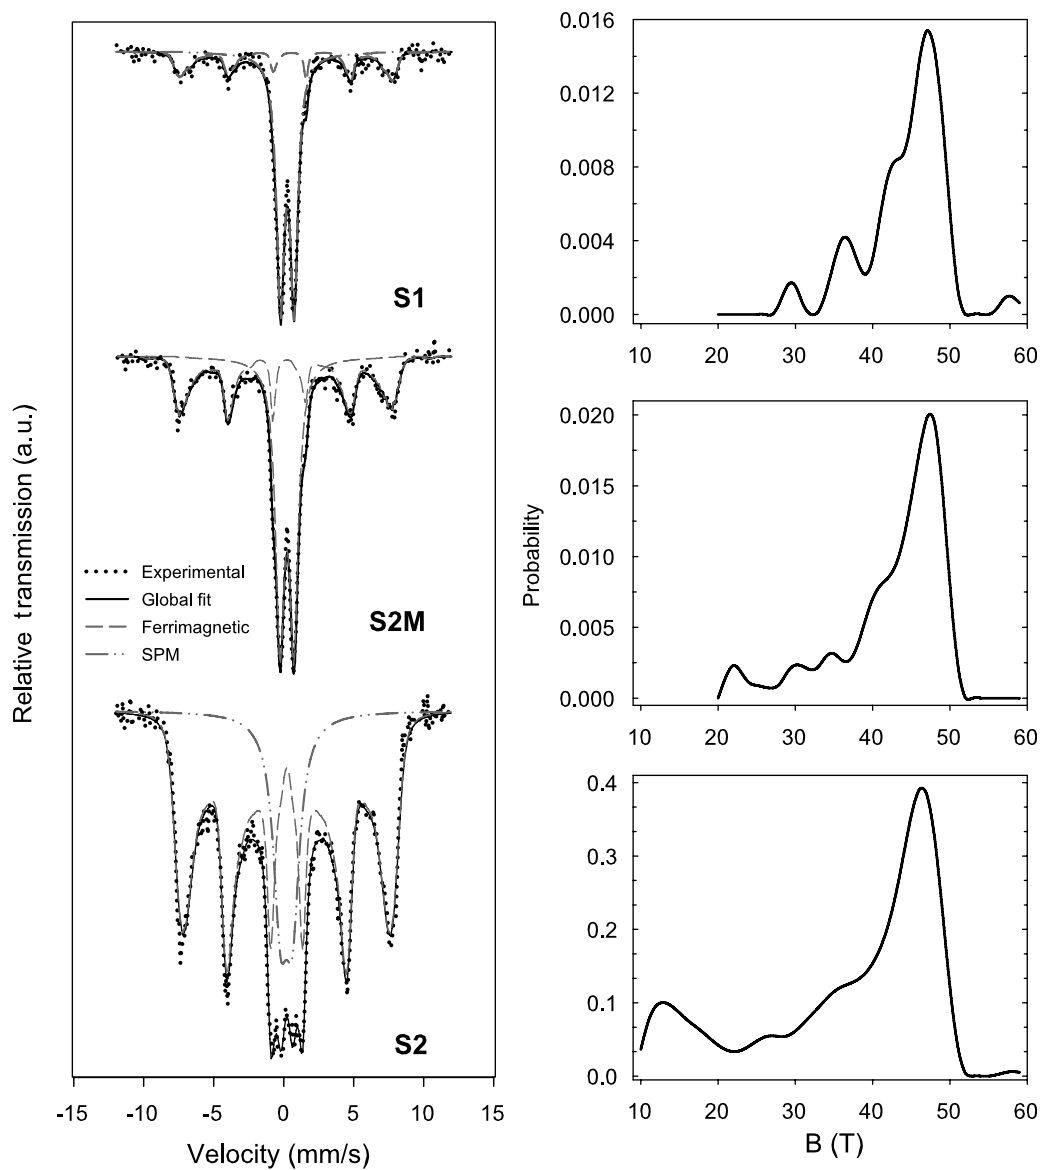 Relative transmission (a.u.)
S1
S2M
Experimental
Global fit
Ferrimagnetic
SPM
S2
-15 -10 -5 0 5 10 15
Velocity (mm/s)
Probability
0.016
0.012
0.008
0.004
0.000
10 20 30 40 50 60
0.020
0.015
0.010
0.005
0.000
10 20 30 40 50 60
0.4
0.3
0.2
0.1
0.0
10 20 30 40 50 60
B (T)